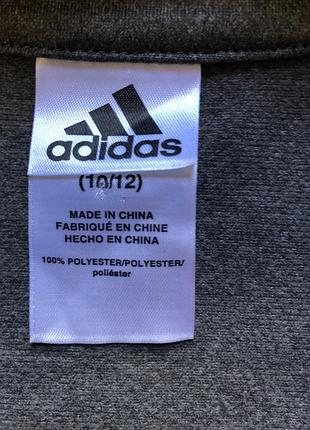 adidas
(10/12)
MADE IN CHINA
FABRIQUÉ EN CHINE
HECHO EN CHINA
100% POLYESTER/POLYESTER/
poliéster